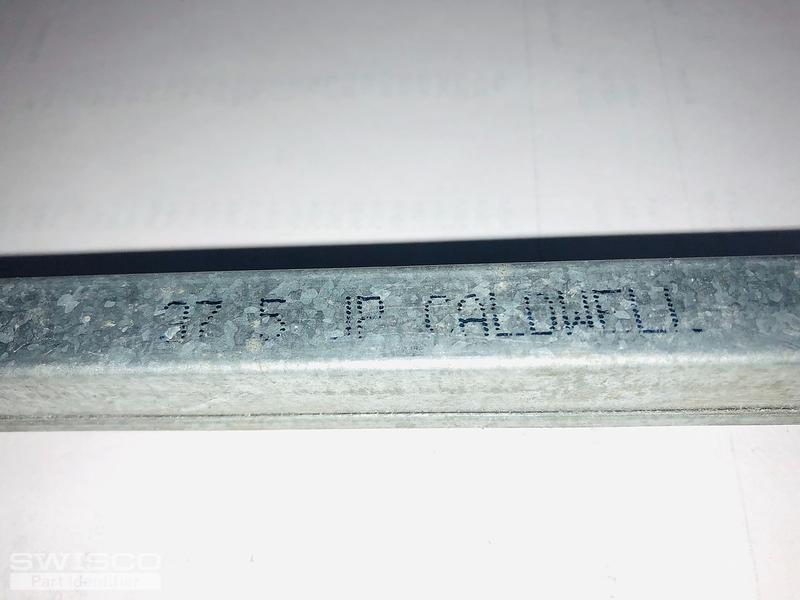 37 5 JP CALDWELL
SWISCO
Part Identifier